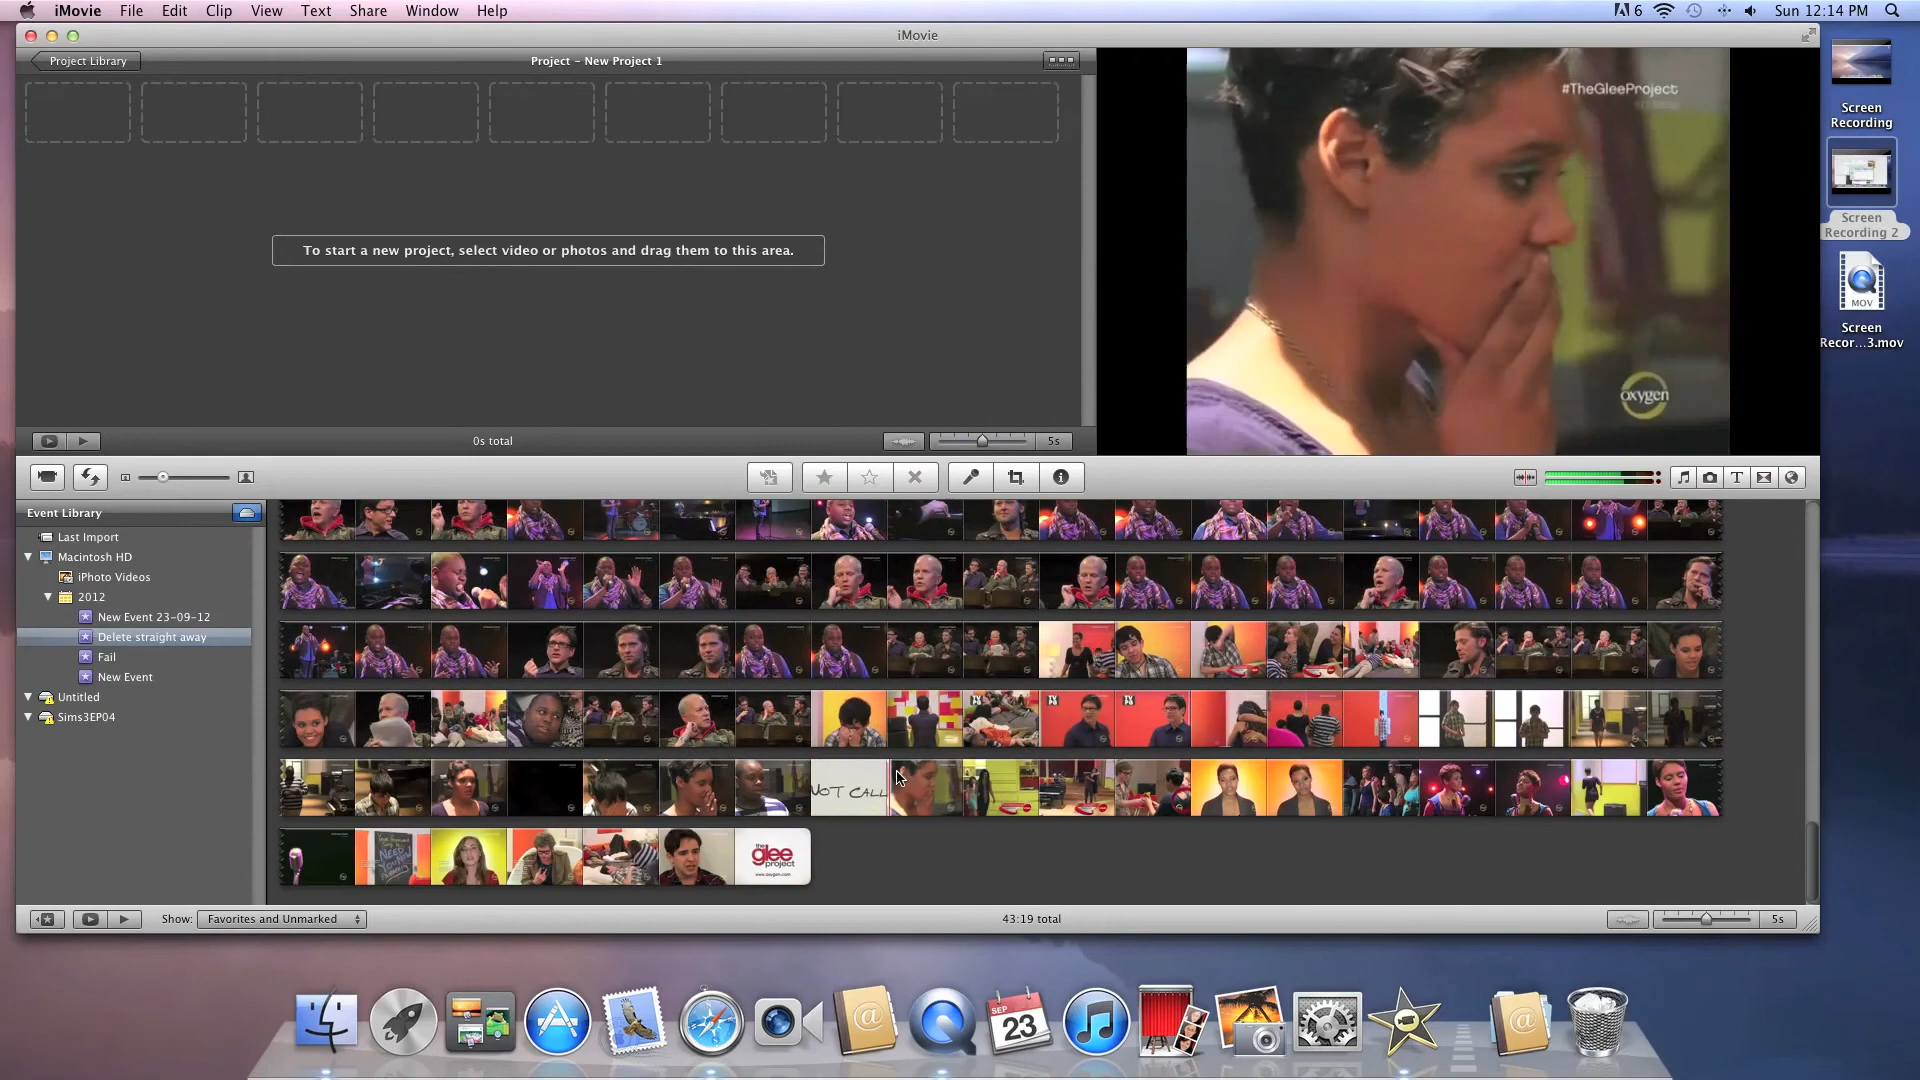 iMovie File Edit Clip View Text Share Window Help
6 Sun 12:14 PM
iMovie
Project Library
Project - New Project 1
#TheGleeProject
oxygen
To start a new project, select video or photos and drag them to this area.
0s total
5s
Screen
Recording
Screen
Recording 2
MOV
Screen
Recor...3.mov
Event Library
Last Import
Macintosh HD
iPhoto Videos
2012
New Event 23-09-12
Delete straight away
Fail
New Event
Untitled
Sims3EP04
NOT CALL
the
glee
project
www.oxygen.com
Show: Favorites and Unmarked
43:19 total
5s
SEP
23